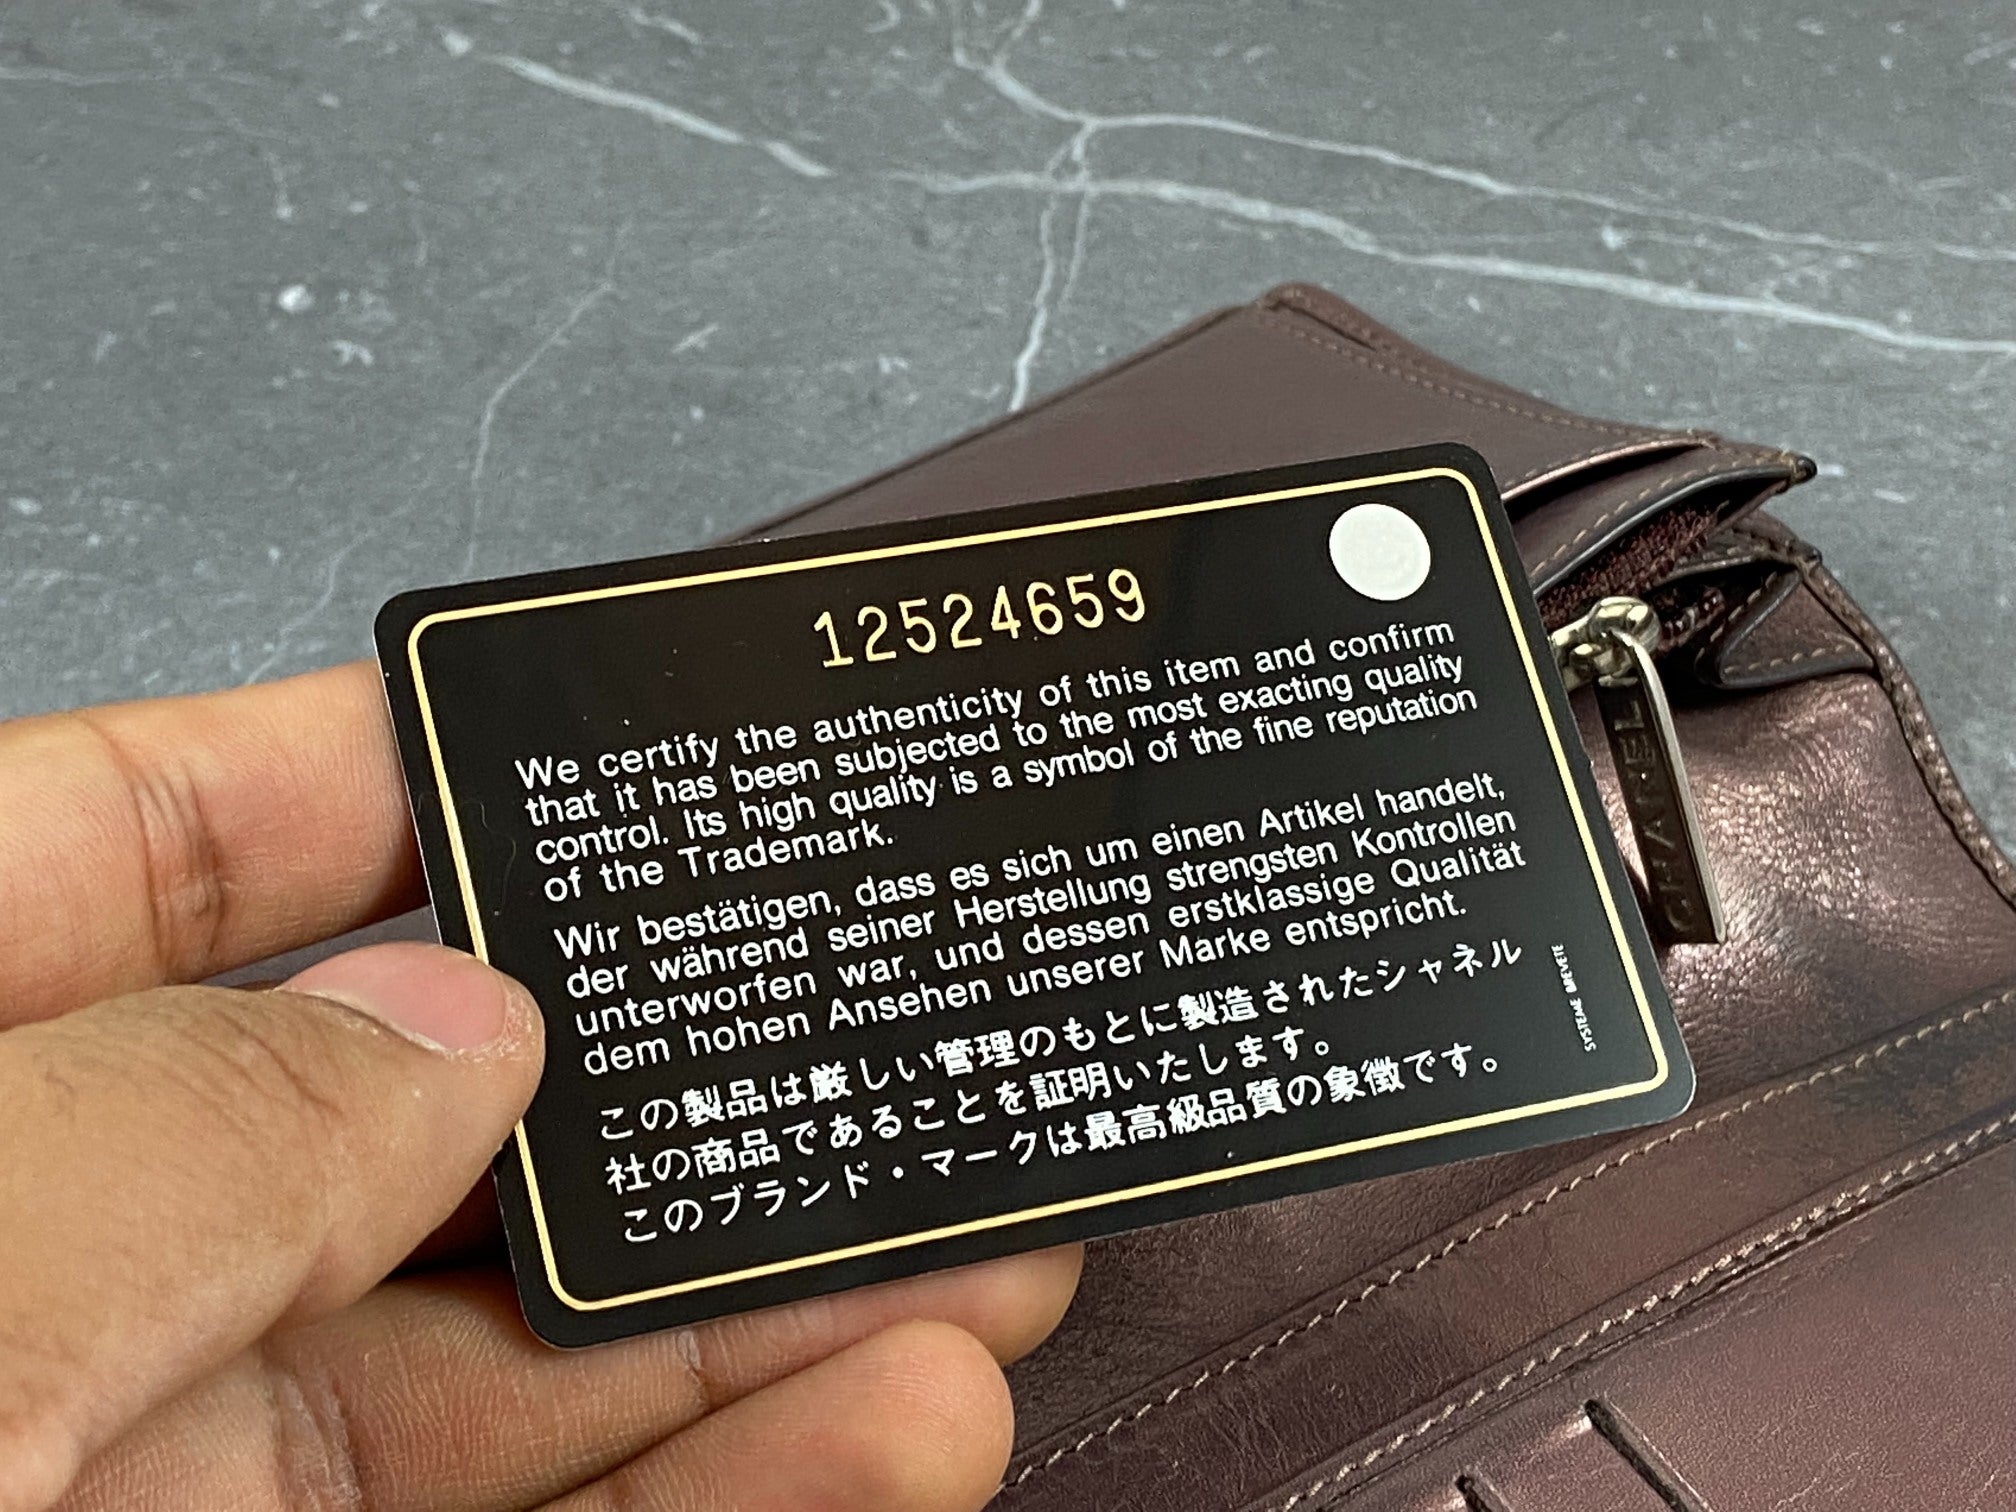 12524659
We certify the authenticity of this item and confirm
that it has been subjected to the most exacting quality
control. Its high quality is a symbol of the fine reputation
of the Trademark.
Wir bestätigen, dass es sich um einen Artikel handelt,
der während seiner Herstellung strengsten Kontrollen
unterworfen war, und dessen erstklassige Qualität
dem hohen Ansehen unserer Marke entspricht.
この製品は厳しい管理のもとに製造されたシャネル
社の商品であることを証明いたします。
このブランド・マークは最高級品質の象徴です。
SYSTEME BREVETE
CHANEL